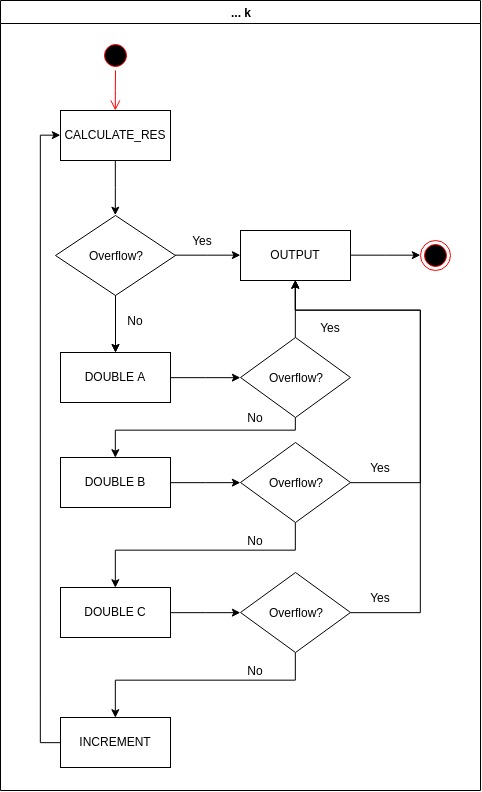 ... k
CALCULATE_RES
Overflow?
Yes
OUTPUT
No
Yes
DOUBLE A
Overflow?
No
DOUBLE B
Overflow?
Yes
No
DOUBLE C
Overflow?
Yes
No
INCREMENT